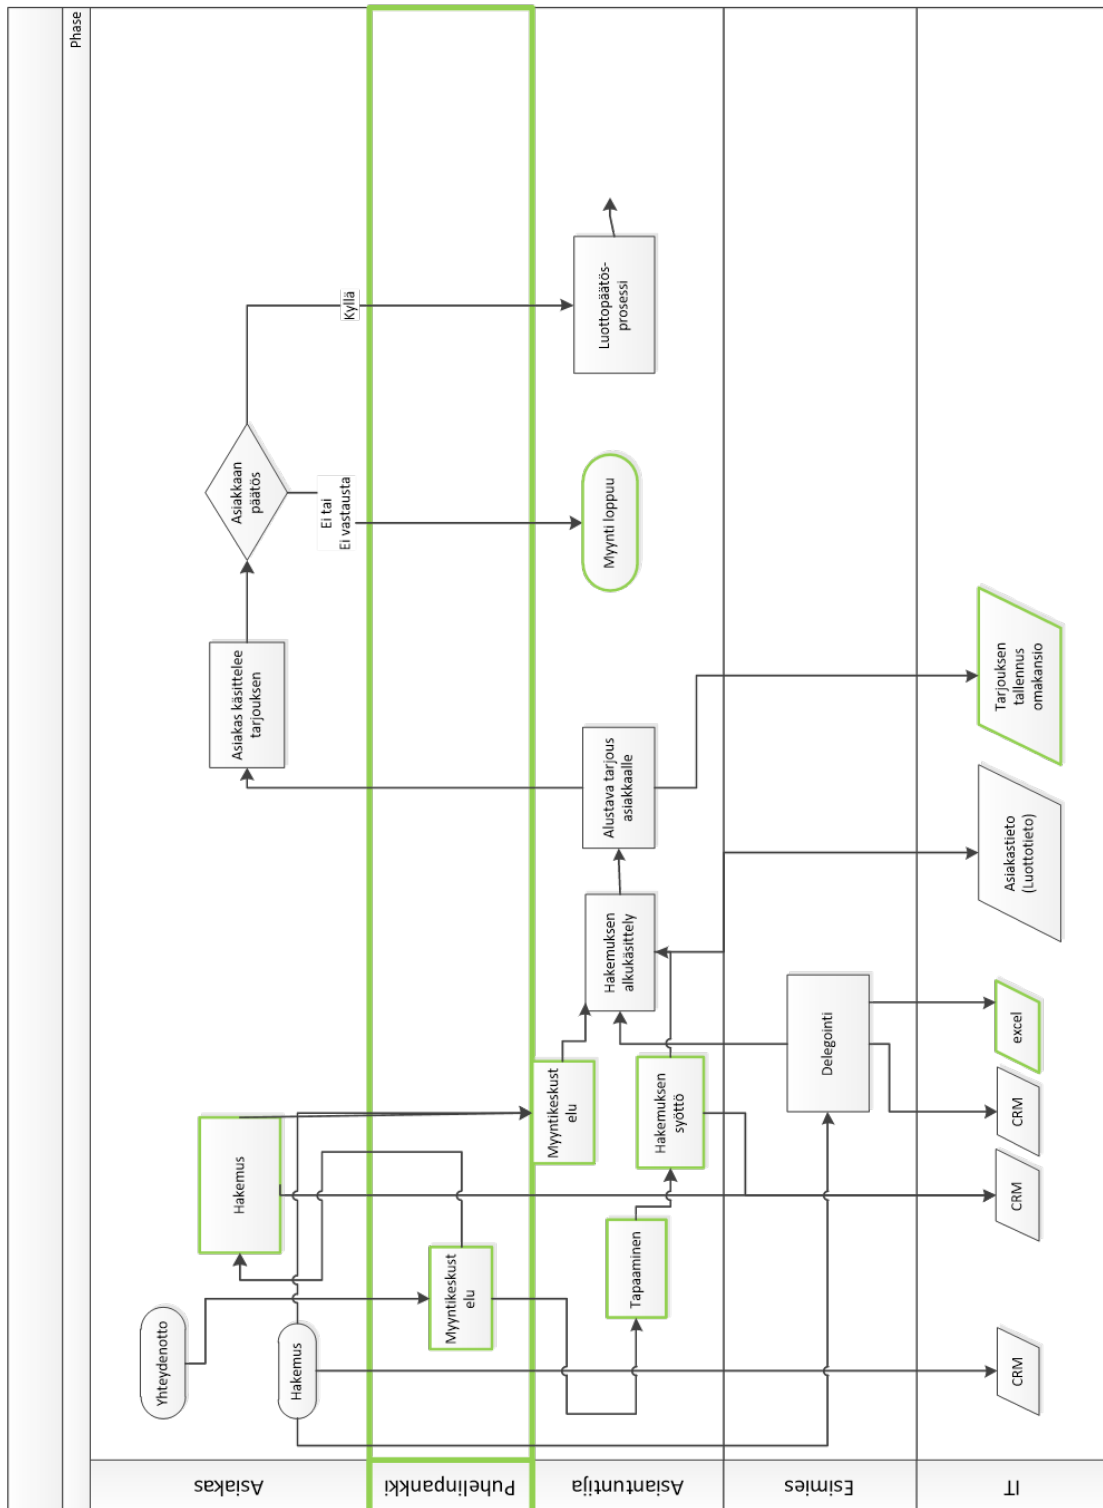 Phase
Asiakas
Puhelinpankki
Asiantuntija
Esimies
IT
Yhteydenotto
Hakemus
Hakemus
Asiakas käsittelee
tarjouksen
Asiakkaan
päätös
Kyllä
Ei tai
Ei vastausta
Myyntikeskust
elu
Myyntikeskust
elu
Tapaaminen
Hakemuksen
syöttö
Hakemuksen
alkukäsittely
Alustava tarjous
asiakkaalle
Myynti loppuu
Luottopäätös-
prosessi
Delegointi
CRM
CRM
CRM
excel
Asiakastieto
(Luottotieto)
Tarjouksen
tallennus
omakansio